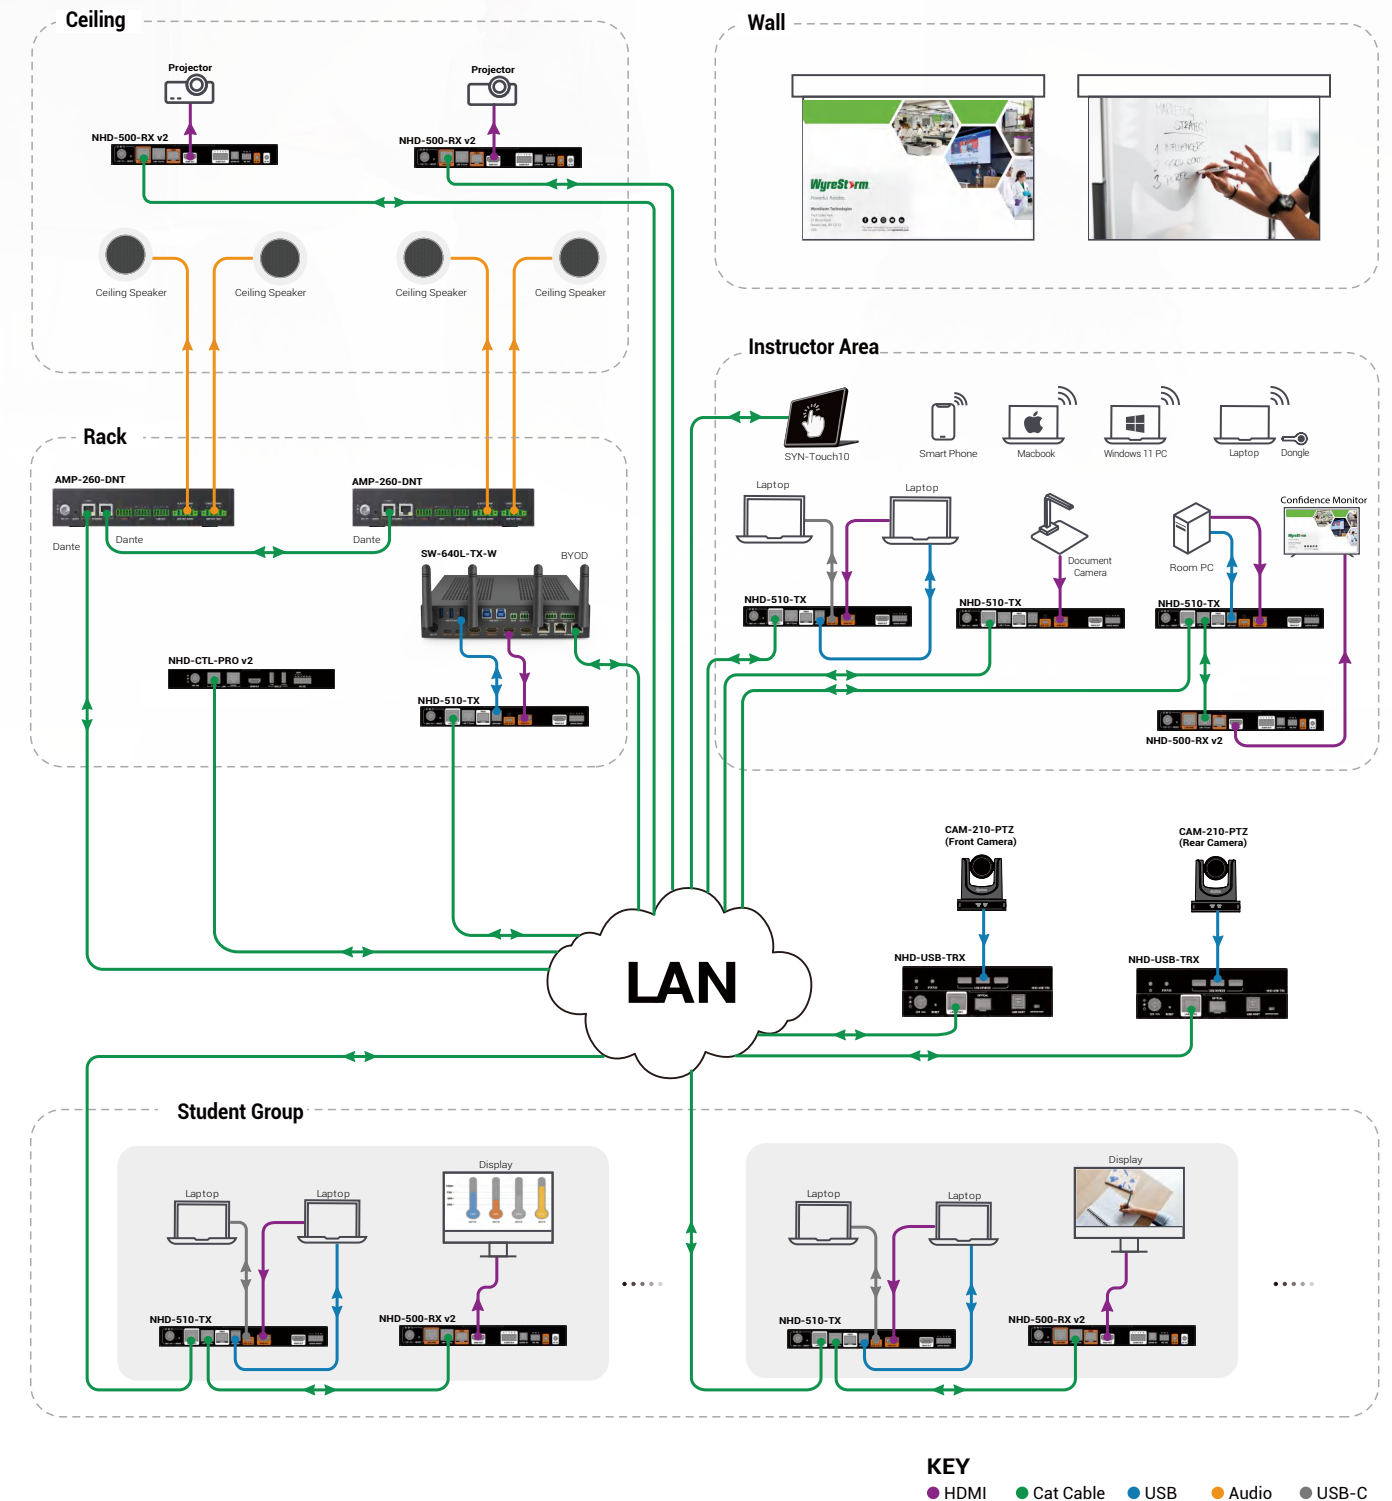 Ceiling
Projector
Projector
NHD-500-RX v2
NHD-500-RX v2
Ceiling Speaker
Ceiling Speaker
Ceiling Speaker
Ceiling Speaker
Wall
WyreStorm
Instructor Area
SYN-Touch10
Smart Phone
Macbook
Windows 11 PC
Laptop
Dongle
Laptop
Laptop
Document
Camera
Room PC
Confidence Monitor
NHD-510-TX
NHD-510-TX
NHD-510-TX
NHD-500-RX v2
Rack
AMP-260-DNT
AMP-260-DNT
Dante
Dante
Dante
SW-640L-TX-W
BYOD
NHD-CTL-PRO v2
NHD-510-TX
CAM-210-PTZ
(Front Camera)
CAM-210-PTZ
(Rear Camera)
NHD-USB-TRX
NHD-USB-TRX
LAN
Student Group
Laptop
Laptop
Display
NHD-510-TX
NHD-500-RX v2
Laptop
Laptop
Display
NHD-510-TX
NHD-500-RX v2
KEY
HDMI
Cat Cable
USB
Audio
USB-C